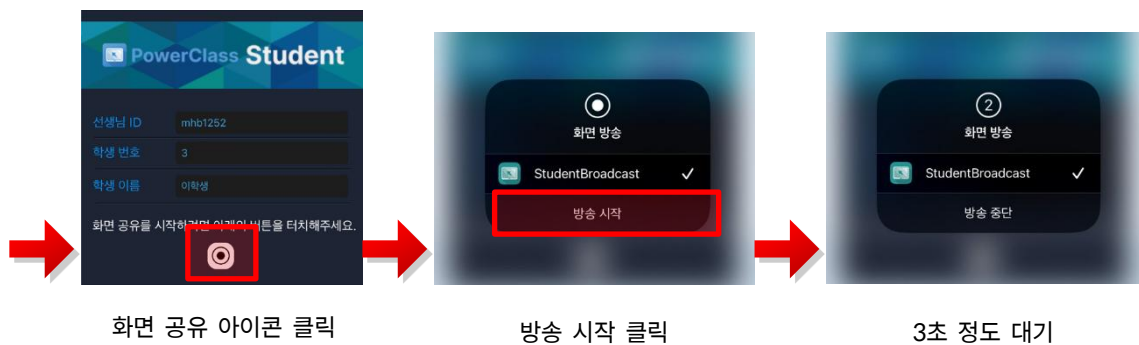 PowerClass Student
선생님 ID mhb1252
학생 번호 3
학생 이름 이학생
화면 공유를 시작하려면 아래의 버튼을 터치해주세요.
화면 공유 아이콘 클릭
화면 방송
StudentBroadcast
방송 시작
방송 시작 클릭
2
화면 방송
StudentBroadcast
방송 중단
3초 정도 대기